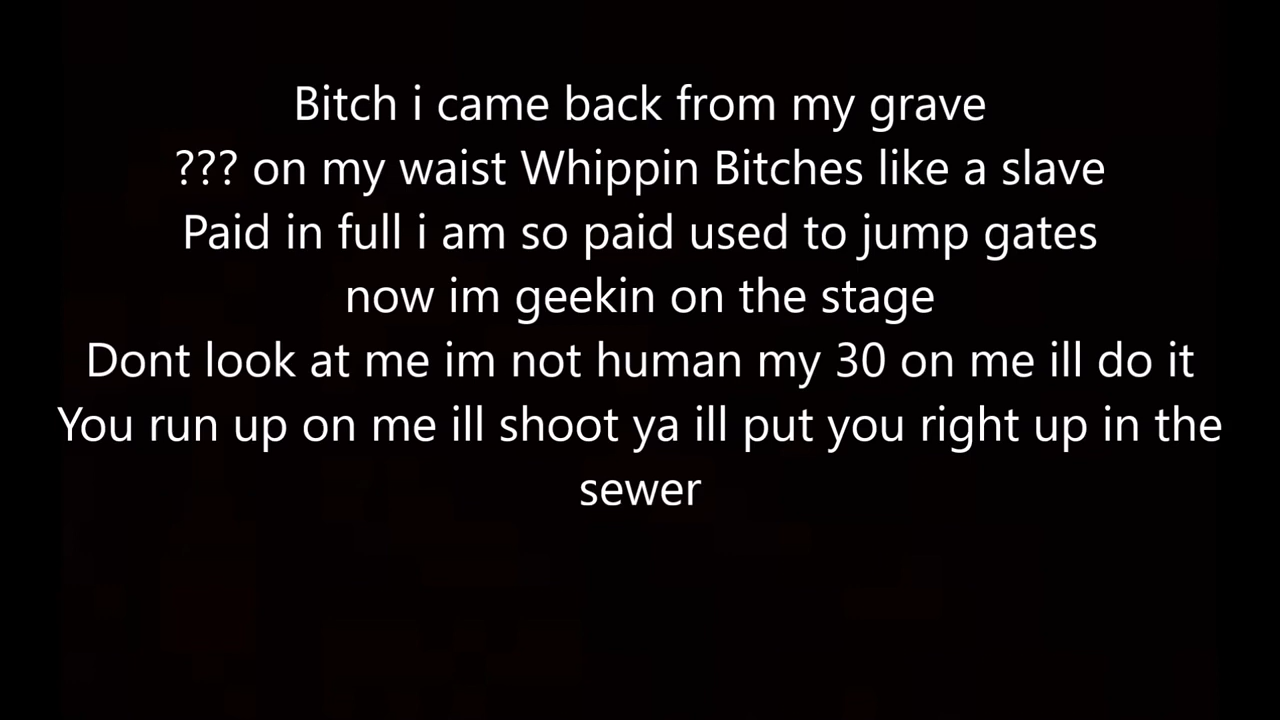 Bitch i came back from my grave
??? on my waist Whippin Bitches like a slave
Paid in full i am so paid used to jump gates
now im geekin on the stage
Dont look at me im not human my 30 on me ill do it
You run up on me ill shoot ya ill put you right up in the
sewer